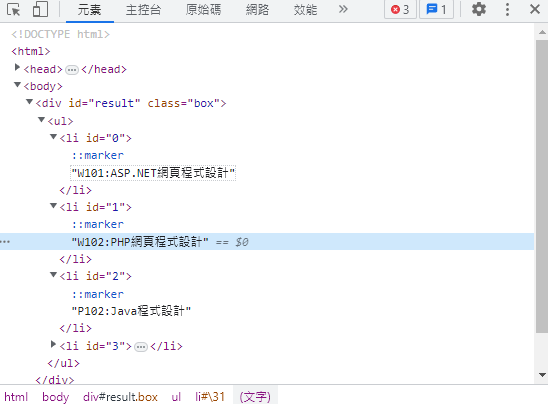 元素 主控台 原始碼 網路 效能 » 3 1
<!DOCTYPE html>
<html>
<head>…</head>
<body>
<div id="result" class="box">
<ul>
<li id="0">
::marker
"W101:ASP.NET網頁程式設計"
</li>
<li id="1">
::marker
"W102:PHP網頁程式設計" == $0
</li>
<li id="2">
::marker
"P102:Java程式設計"
</li>
<li id="3">…</li>
</ul>
</div>
html body div#result.box ul li#\31 (文字)